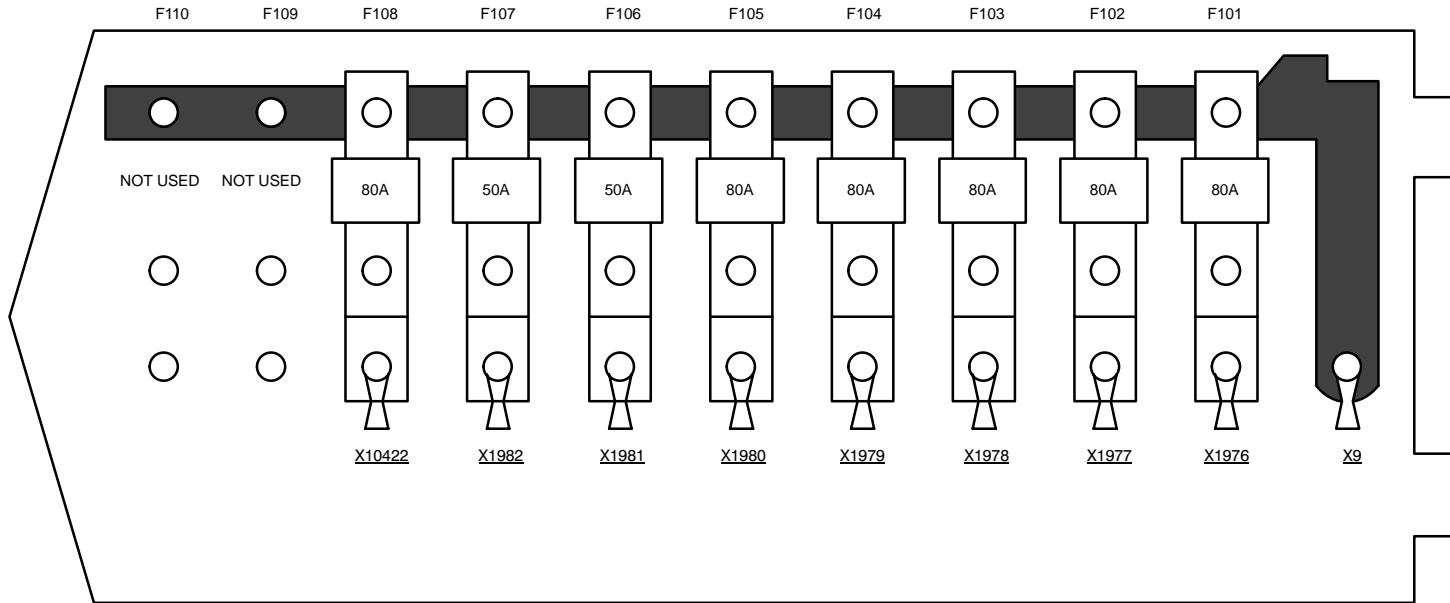 F110 F109 F108 F107 F106 F105 F104 F103 F102 F101
NOT USED NOT USED 80A 50A 50A 80A 80A 80A 80A 80A
X10422 X1982 X1981 X1980 X1979 X1978 X1977 X1976 X9